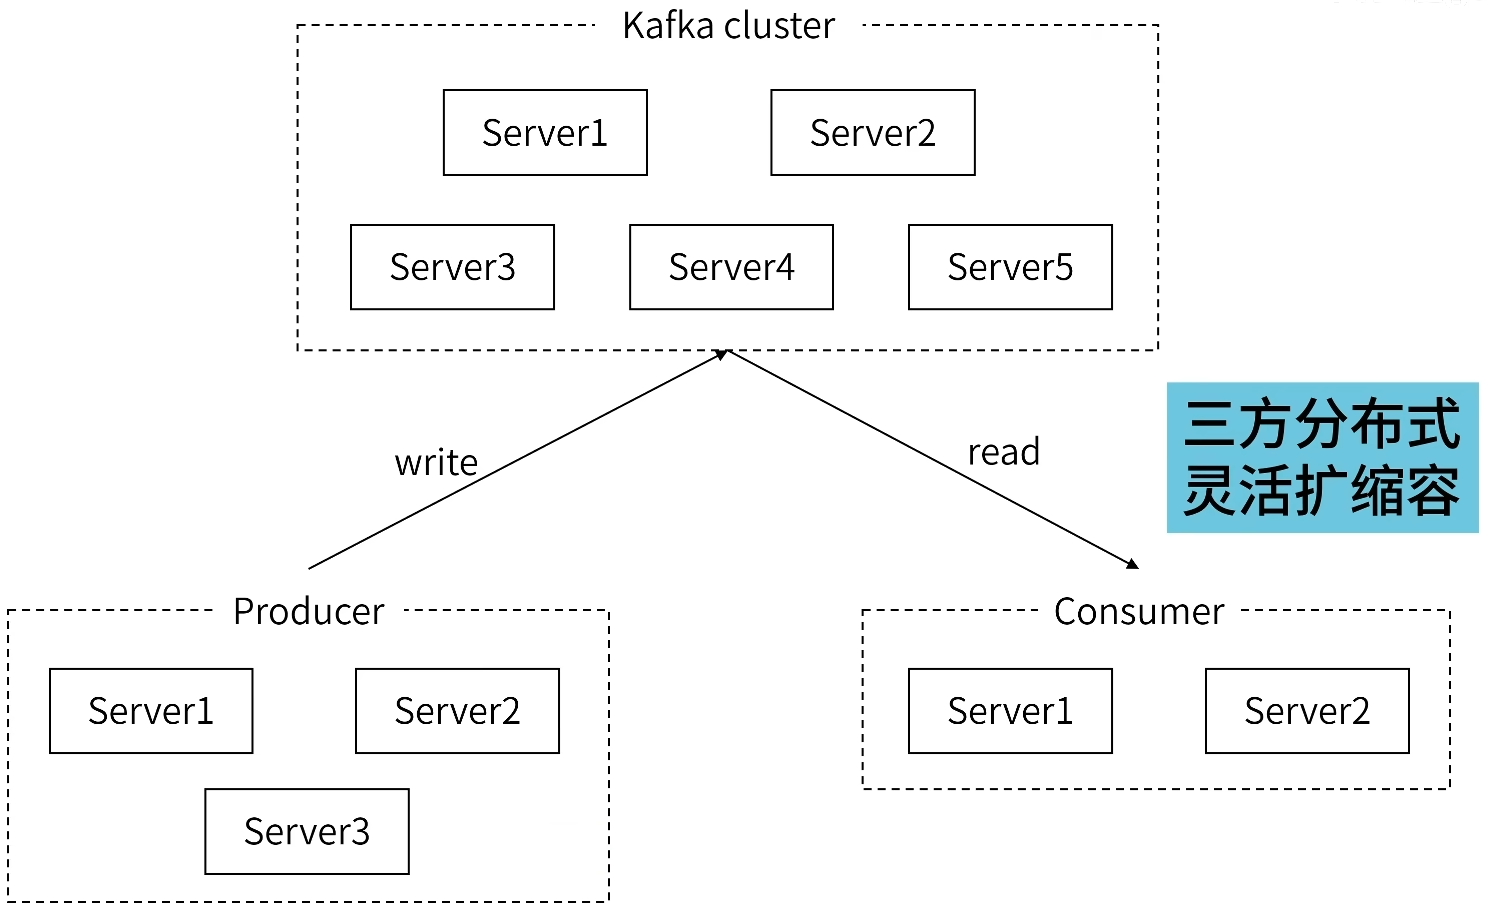 Kafka cluster
Server1
Server2
Server3
Server4
Server5
write
read
三方分布式
灵活扩缩容
Producer
Server1
Server2
Server3
Consumer
Server1
Server2